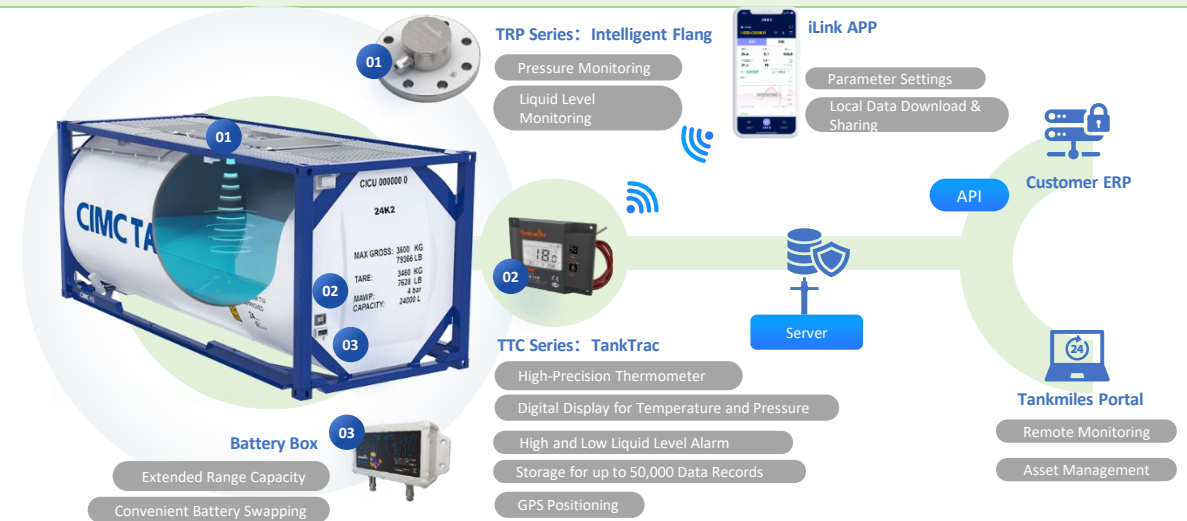 TRP Series：Intelligent Flang
01
Pressure Monitoring
Liquid Level
Monitoring
iLink APP
Parameter Settings
Local Data Download &
Sharing
01
CIMC TA
CICU 000000 0
24K2
MAX GROSS: 3600 KG
79366 LB
TARE: 3460 KG
7628 LB
MAWP: 4 bar
CAPACITY: 24000 L
02
03
02
API
Customer ERP
Server
TTC Series：TankTrac
High-Precision Thermometer
Digital Display for Temperature and Pressure
High and Low Liquid Level Alarm
Storage for up to 50,000 Data Records
GPS Positioning
24
Tankmiles Portal
Remote Monitoring
Asset Management
Battery Box
03
Extended Range Capacity
Convenient Battery Swapping